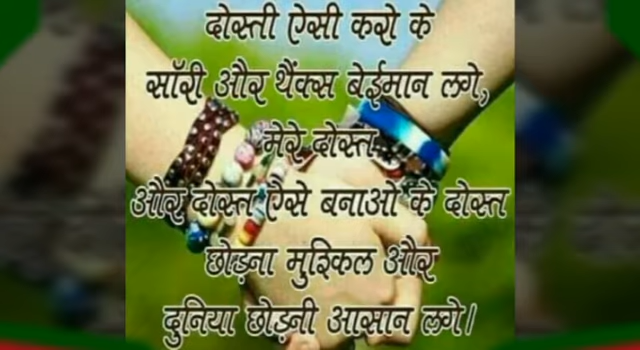 दोस्ती ऐसी करो के
सॉरी और थैंक्स बेईमान लगे,
मेरे दोस्त
और दोस्त ऐसे बनाओ के दोस्त
छोड़ना मुश्किल और
दुनिया छोड़नी आसान लगे।